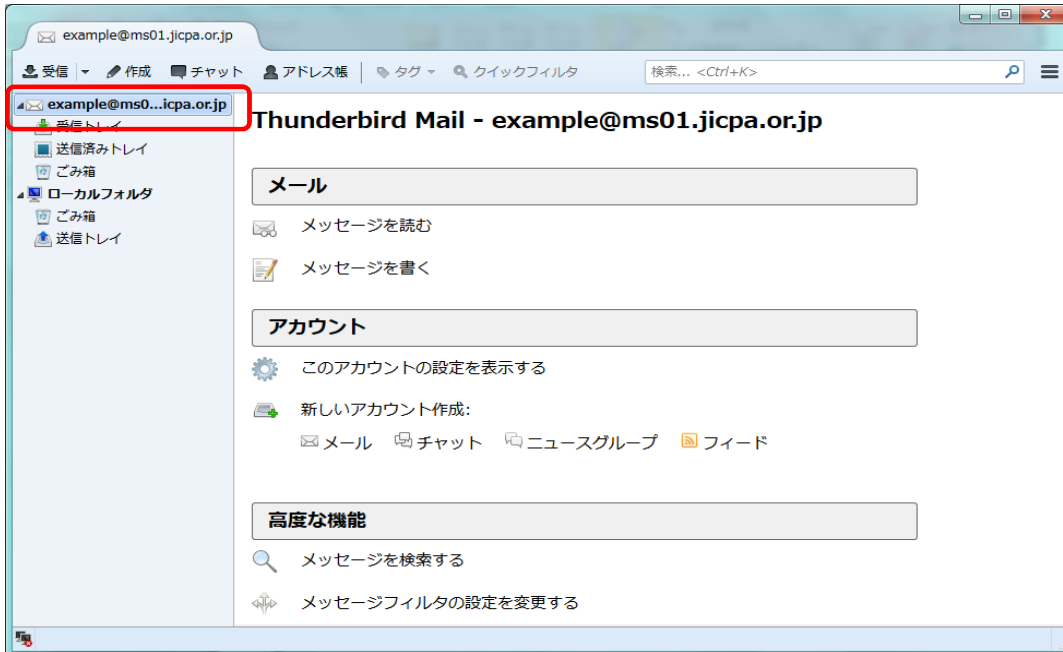 example@ms01.jicpa.or.jp
受信 作成 チャット アドレス帳 タグ クイックフィルタ 検索... <Ctrl+K>
example@ms0...icpa.or.jp
受信トレイ
送信済みトレイ
ごみ箱
ローカルフォルダ
ごみ箱
送信トレイ
Thunderbird Mail - example@ms01.jicpa.or.jp
メール
メッセージを読む
メッセージを書く
アカウント
このアカウントの設定を表示する
新しいアカウント作成:
メール チャット ニュースグループ フィード
高度な機能
メッセージを検索する
メッセージフィルタの設定を変更する